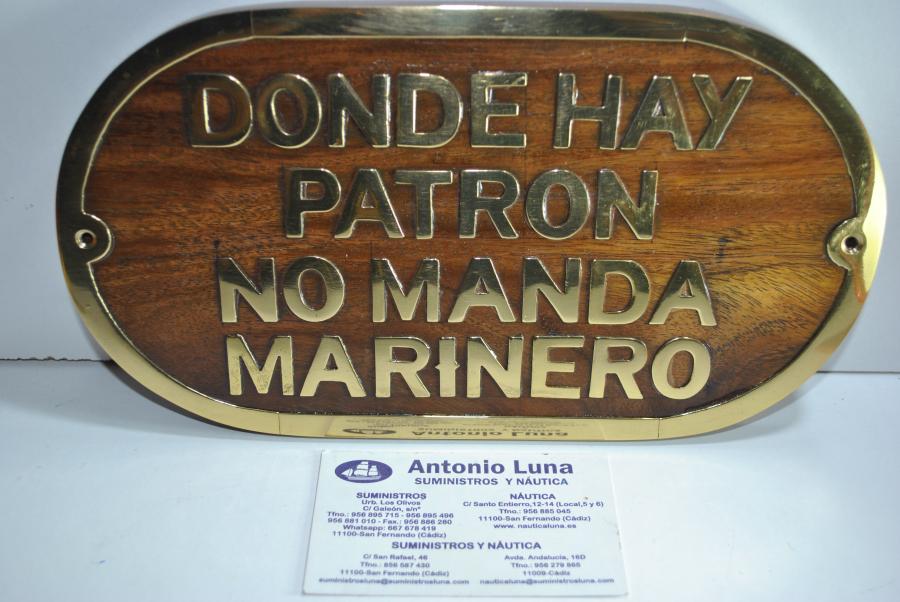 DONDE HAY
PATRON
NO MANDA
MARINERO
Antonio Luna
SUMINISTROS Y NÁUTICA
SUMINISTROS
Urb. Los Olivos
C/ Galeón, s/nº
Tfno.: 956 895 715 - 956 895 496
956 881 010 - Fax.: 956 886 280
Whatsapp: 667 678 419
11100-San Fernando (Cádiz)
NÁUTICA
C/ Santo Entierro,12-14 (Local,5 y 6)
Tfno.: 956 885 045
11100-San Fernando (Cádiz)
www. nauticaluna.es
SUMINISTROS Y NÁUTICA
C/ San Rafael, 46
Tfno.: 856 587 430
11100-San Fernando (Cádiz)
suministrosluna@suministrosluna.com
Avda. Andalucía, 16D
Tfno.: 956 279 865
11009-Cádiz
nauticaluna@suministrosluna.com